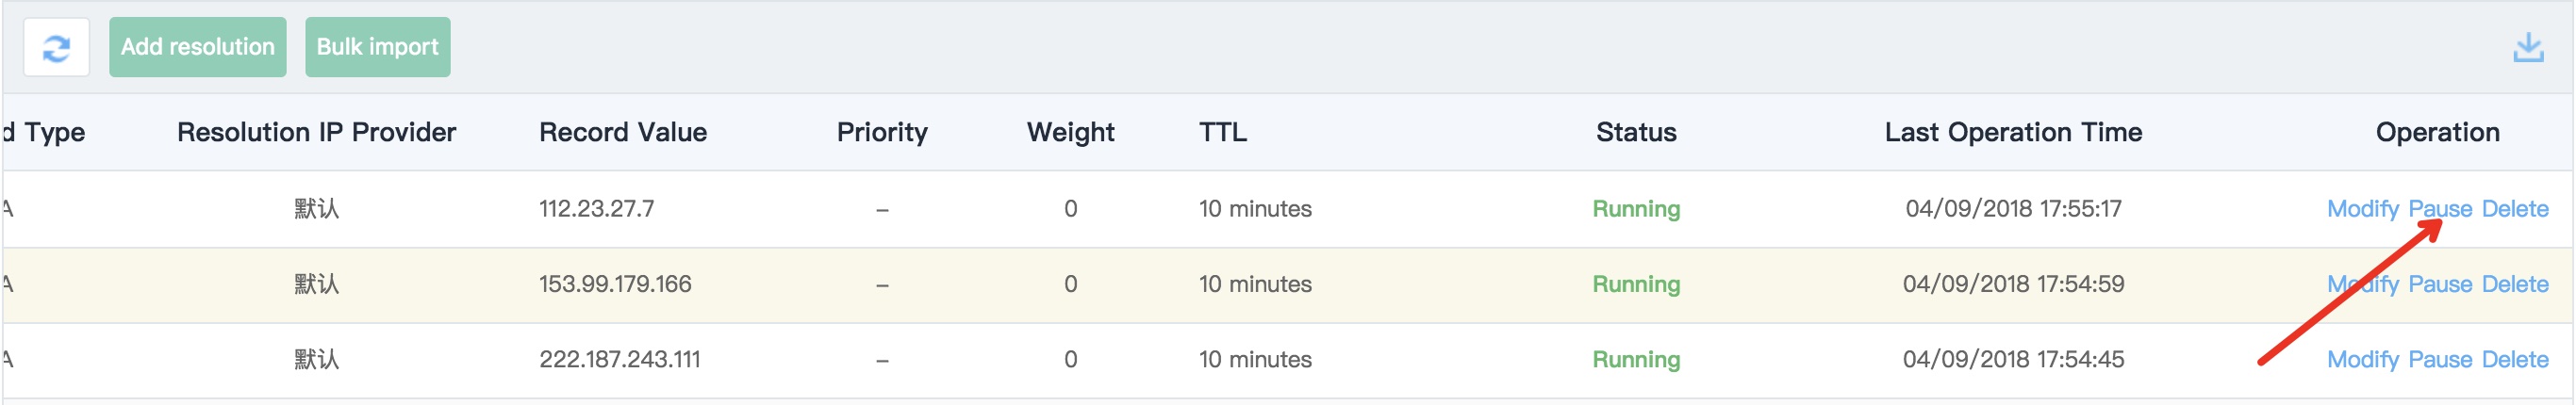 Add resolution Bulk import
d Type Resolution IP Provider Record Value Priority Weight TTL Status Last Operation Time Operation
A 默认 112.23.27.7 – 0 10 minutes Running 04/09/2018 17:55:17 Modify Pause Delete
A 默认 153.99.179.166 – 0 10 minutes Running 04/09/2018 17:54:59 Modify Pause Delete
A 默认 222.187.243.111 – 0 10 minutes Running 04/09/2018 17:54:45 Modify Pause Delete